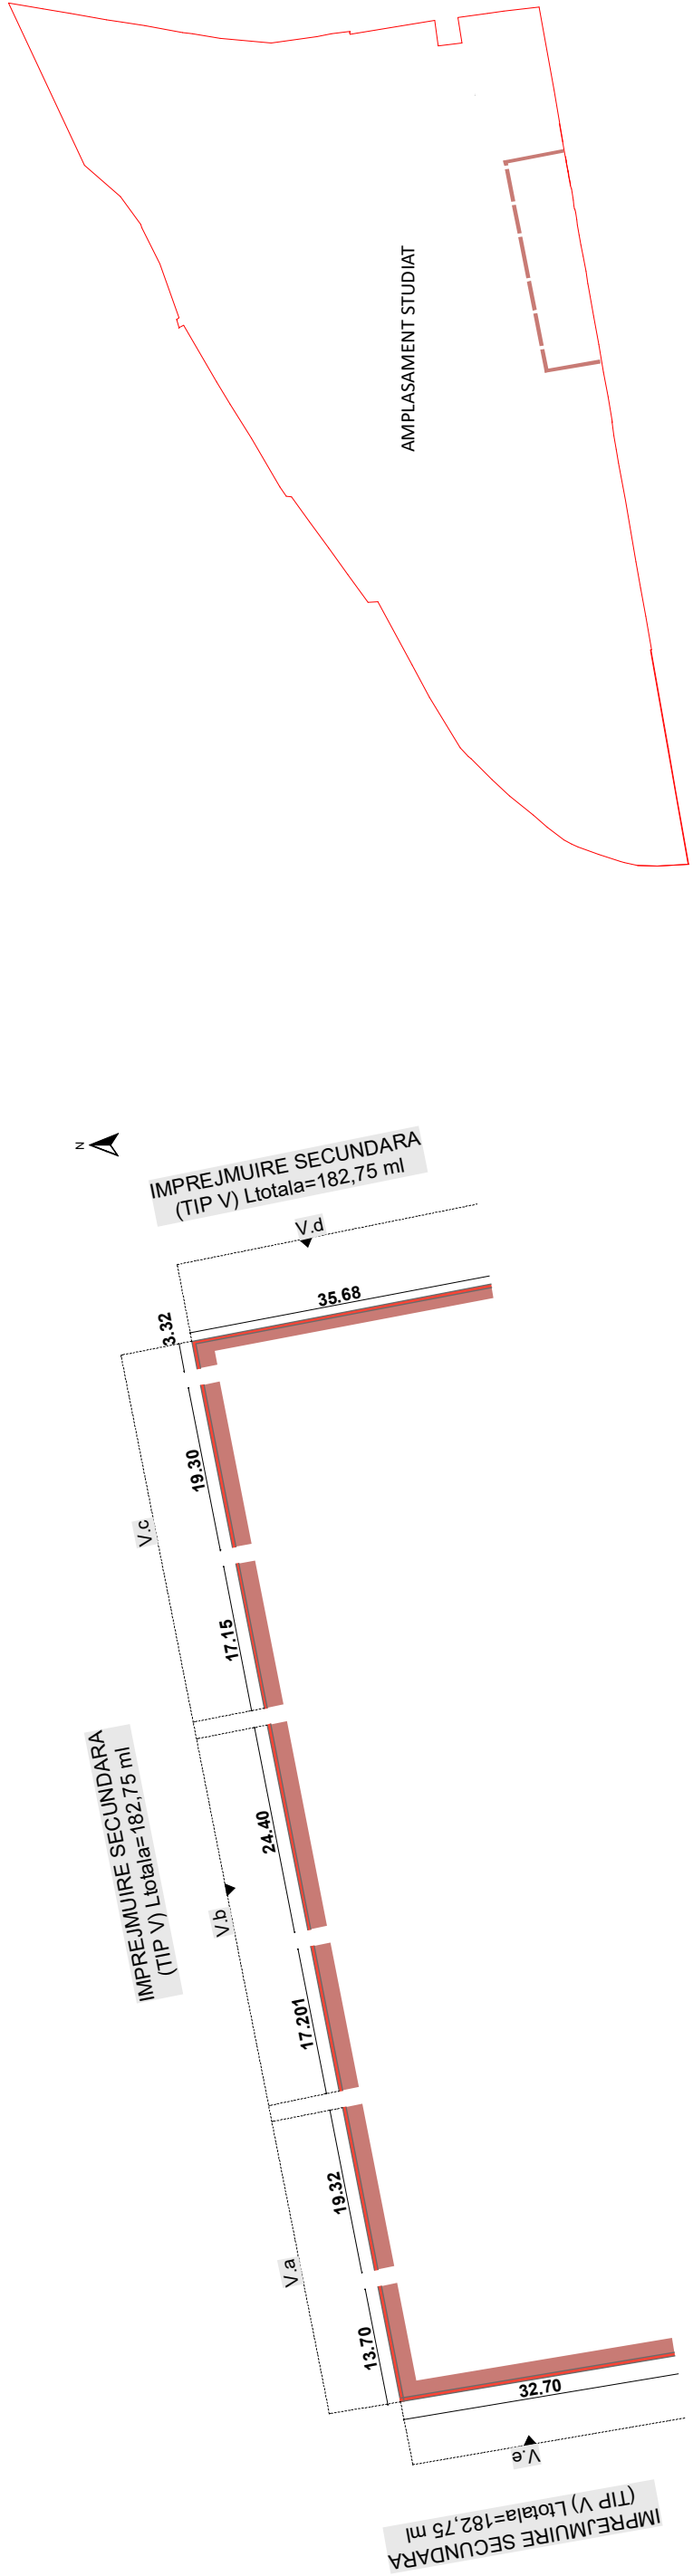 AMPLASAMENT STUDIAT
N
IMPREJMUIRE SECUNDARA
(TIP V) Ltotala=182,75 ml
V.d
35.68
3.32
19.30
V.c
17.15
IMPREJMUIRE SECUNDARA
(TIP V) Ltotala=182,75 ml
24.40
V.b
17.201
19.32
V.a
13.70
32.70
V.e
IMPREJMUIRE SECUNDARA
(TIP V) Ltotala=182,75 ml